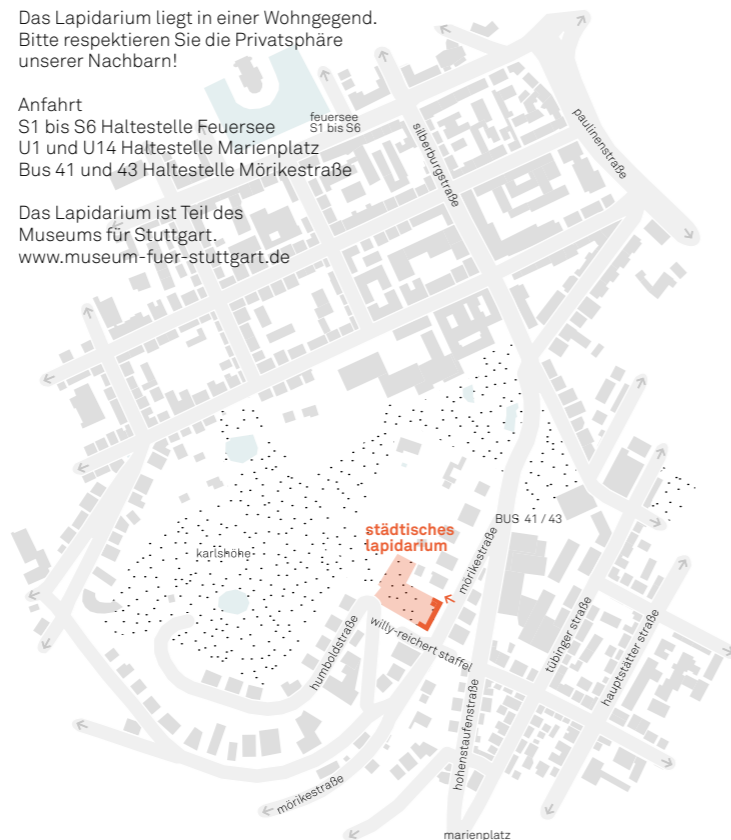 Das Lapidarium liegt in einer Wohngegend.
Bitte respektieren Sie die Privatsphäre
unserer Nachbarn!
Anfahrt
S1 bis S6 Haltestelle Feuersee
U1 und U14 Haltestelle Marienplatz
Bus 41 und 43 Haltestelle Mörikestraße
Das Lapidarium ist Teil des
Museums für Stuttgart.
www.museum-fuer-stuttgart.de
feuersee
S1 bis S6
silberburgstraße
paulinenstraße
BUS 41 / 43
städtisches
lapidarium
karlshöhe
mörikestraße
willy-reichert staffel
humboldstraße
tübinger straße
hauptstätter straße
hohenstaufenstraße
mörikestraße
marienplatz